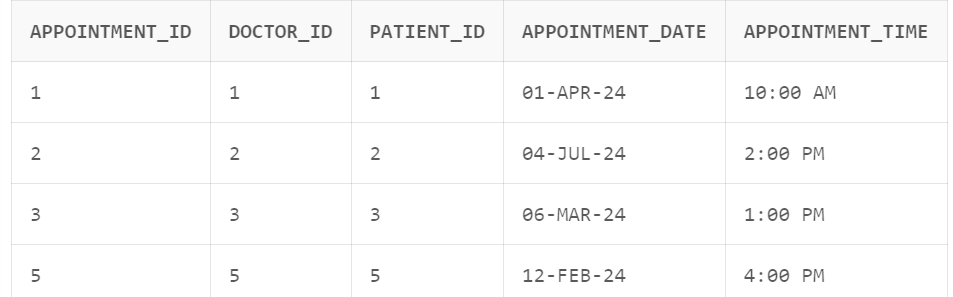 APPOINTMENT_ID DOCTOR_ID PATIENT_ID APPOINTMENT_DATE APPOINTMENT_TIME
1 1 1 01-APR-24 10:00 AM
2 2 2 04-JUL-24 2:00 PM
3 3 3 06-MAR-24 1:00 PM
5 5 5 12-FEB-24 4:00 PM